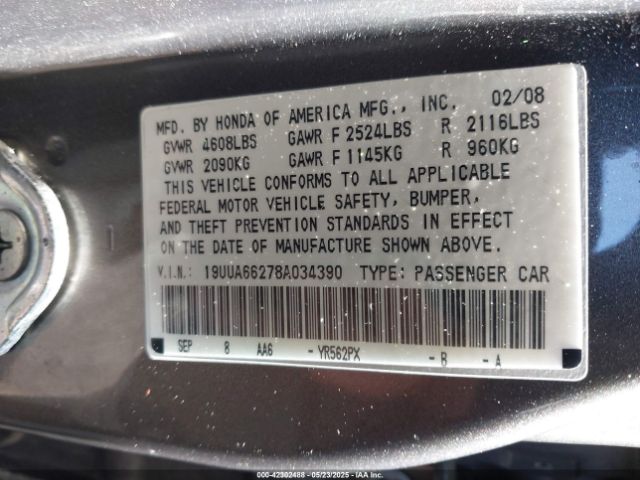 MFD. BY HONDA OF AMERICA MFG., INC. 02/08
GVWR 4608LBS GAWR F 2524LBS R 2116LBS
GVWR 2090KG GAWR F 1145KG R 960KG
THIS VEHICLE CONFORMS TO ALL APPLICABLE
FEDERAL MOTOR VEHICLE SAFETY, BUMPER,
AND THEFT PREVENTION STANDARDS IN EFFECT
ON THE DATE OF MANUFACTURE SHOWN ABOVE.
V.I.N.: 19UUA66278A034390 TYPE: PASSENGER CAR
SEP 8 AA6 -YR562PX -B -A
000-42302488 - 05/23/2025 - IAAI.COM